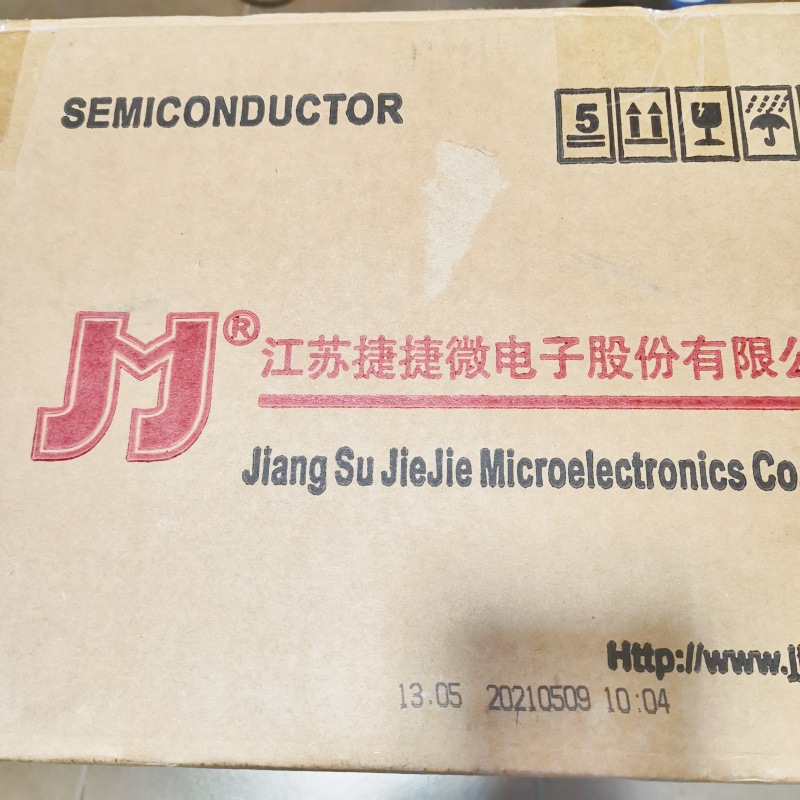 SEMICONDUCTOR
5
JMJ®
江苏捷捷微电子股份有限公
Jiang Su JieJie Microelectronics Co
Http://www.j
13.05 20210509 10:04